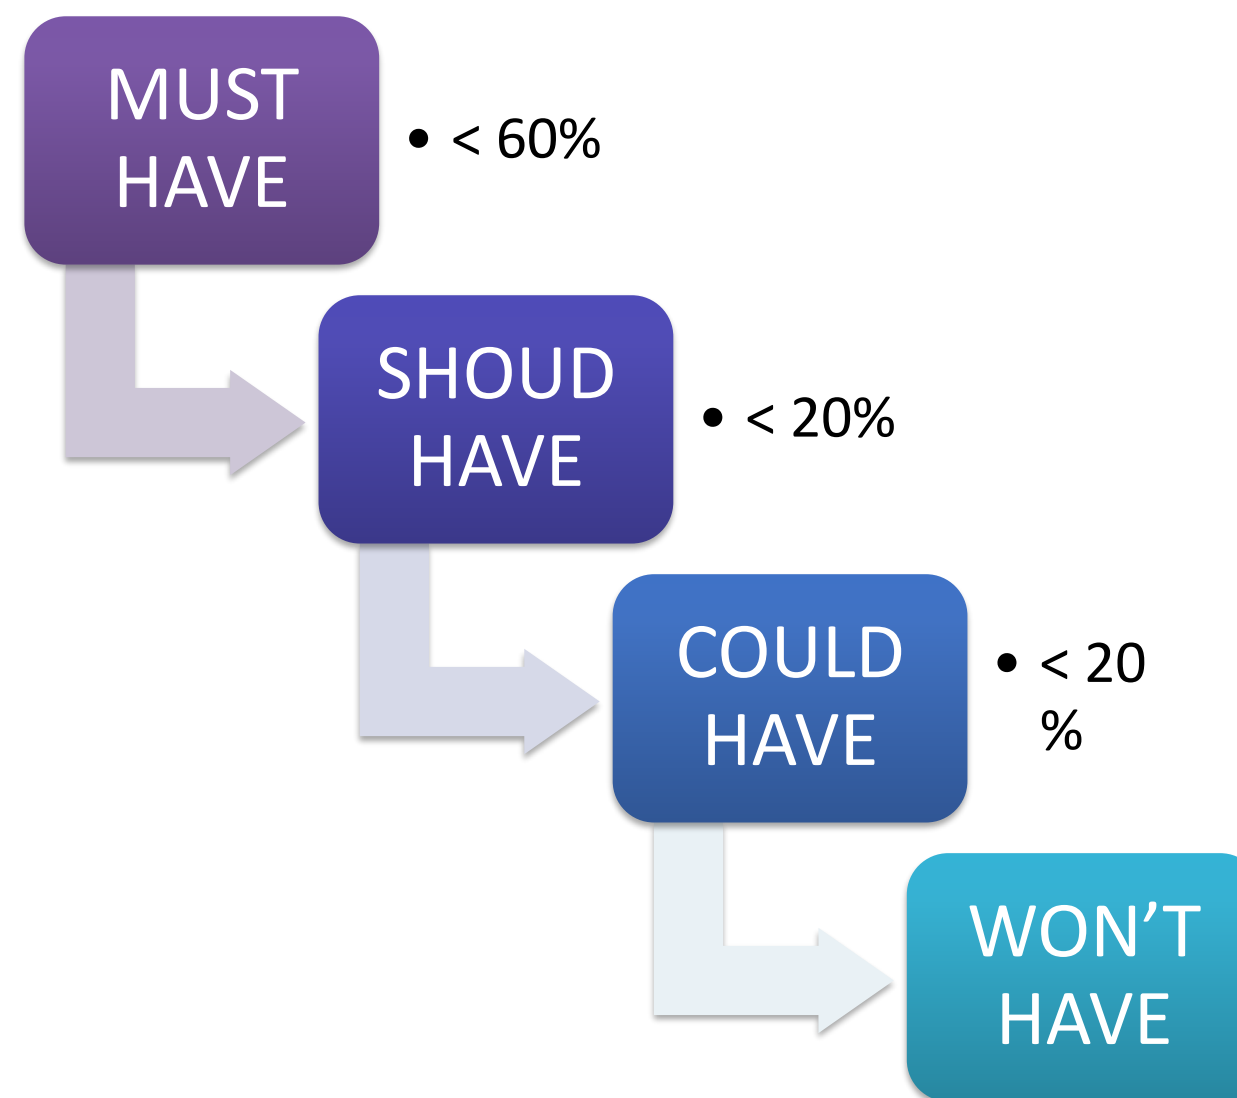 MUST
HAVE
• < 60%
SHOUD
HAVE
• < 20%
COULD
HAVE
• < 20
%
WON’T
HAVE